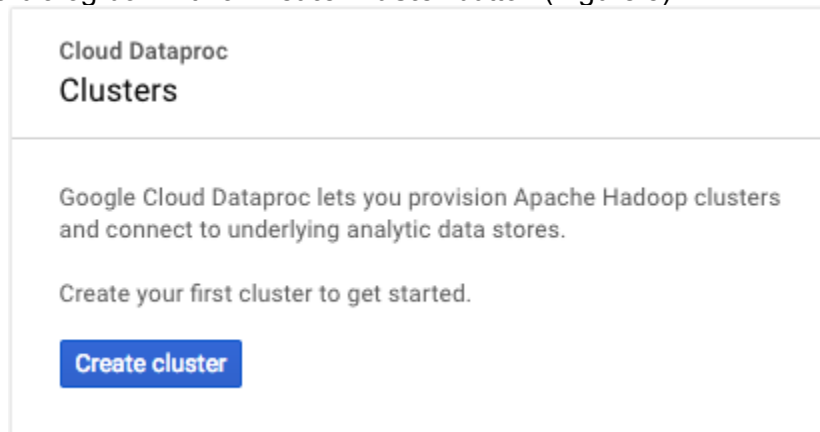 Cloud Dataproc
Clusters
Google Cloud Dataproc lets you provision Apache Hadoop clusters
and connect to underlying analytic data stores.
Create your first cluster to get started.
Create cluster